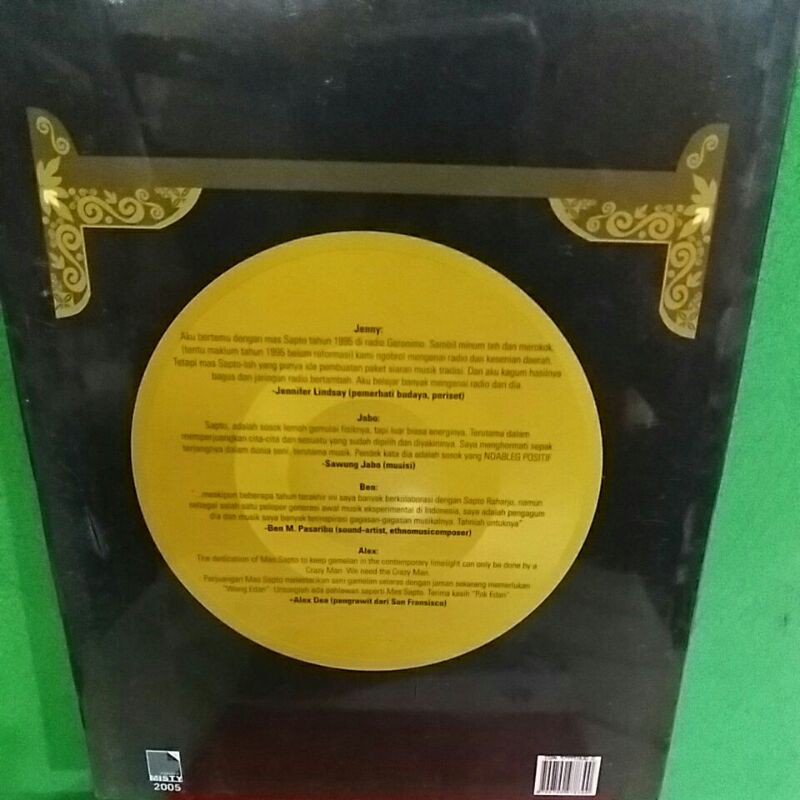 Jenny:
Aku bertemu dengan mas Sapto tahun 1995 di radio Geronimo. Sambil minum teh dan merokok,
(tentu maklum tahun 1995 belum reformasi) kami ngobrol mengenai radio dan kesenian daerah.
Tetapi mas Sapto-lah yang punya ide pembuatan paket siaran musik tradisi. Dan aku kagum hasilnya
bagus dan jaringan radio bertambah. Aku belajar banyak mengenai radio dari dia.
-Jennifer Lindsay (pemerhati budaya, periset)
Jabo:
Sapto, adalah sosok lemah gemulai fisiknya, tapi luar biasa energinya. Terutama dalam
memperjuangkan cita-cita dan sesuatu yang sudah dipilih dan diyakininya. Saya menghormati sepak
terjangnya dalam dunia seni, terutama musik. Pendek kata dia adalah sosok yang NDABLEG POSITIF
-Sawung Jabo (musisi)
Ben:
"...meskipun beberapa tahun terakhir ini saya banyak berkolaborasi dengan Sapto Raharjo, namun
sebagai salah satu pelopor generasi awal musik eksperimental di Indonesia, saya adalah pengagum
dia dan musik saya banyak terinspirasi gagasan-gagasan musikalnya. Tahniah untuknya"
-Ben M. Pasaribu (sound-artist, ethnomusicomposer)
Alex:
The dedication of Mas Sapto to keep gamelan in the contemporary limelight can only be done by a
Crazy Man. We need the Crazy Man.
Perjuangan Mas Sapto melestarikan seni gamelan selaras dengan jaman sekarang memerlukan
"Wong Edan". Untunglah ada pahlawan seperti Mas Sapto. Terima kasih "Pak Edan".
-Alex Dea (pangrawit dari San Fransisco)
MISTY
2005